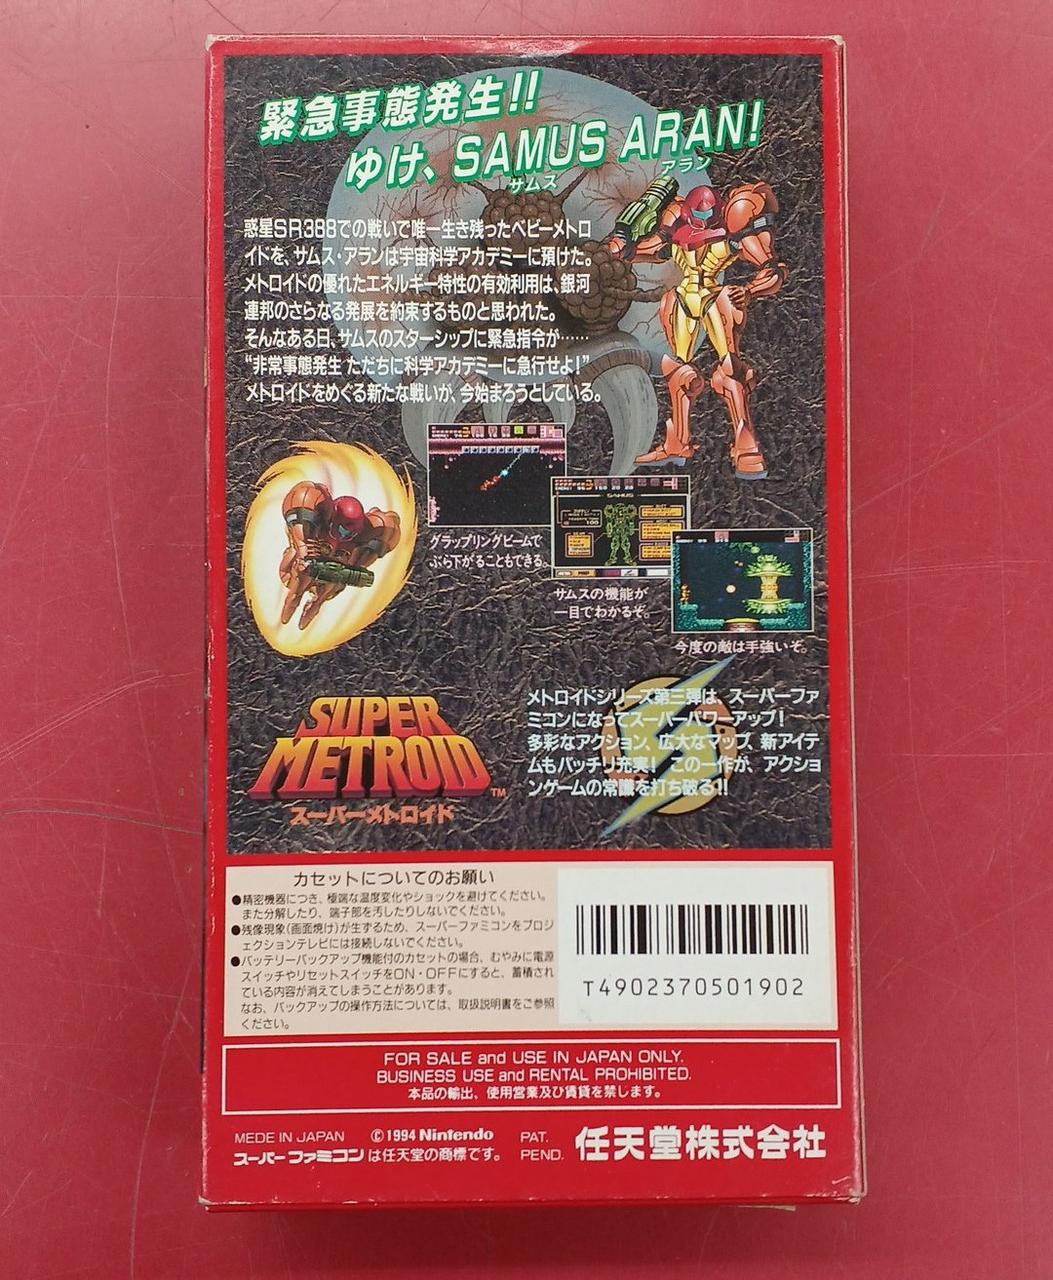 緊急事態発生!!
ゆけ、SAMUS ARAN!
サムス アラン
惑星SR388での戦いで唯一生き残ったベビーメトロ
イドを、サムス・アランは宇宙科学アカデミーに預けた。
メトロイドの優れたエネルギー特性の有効利用は、銀河
連邦のさらなる発展を約束するものと思われた。
そんなある日、サムスのスターシップに緊急指令が……
“非常事態発生 ただちに科学アカデミーに急行せよ!”
メトロイドをめぐる新たな戦いが、今始まろうとしている。
グラップリングビームで
ぶら下がることもできる。
SAMUS
サムスの機能が
一目でわかるぞ。
今度の敵は手強いぞ。
SUPER
METROID™
スーパーメトロイド
メトロイドシリーズ第三弾は、スーパーファ
ミコンになってスーパーパワーアップ!
多彩なアクション、広大なマップ、新アイテ
ムもバッチリ充実! この一作が、アクショ
ンゲームの常識を打ち破る!!
カセットについてのお願い
●精密機器につき、極端な温度変化やショックを避けてください。
また分解したり、端子部を汚したりしないでください。
●残像現象(画面焼け)が生ずるため、スーパーファミコンをプロジ
ェクションテレビには接続しないでください。
●バッテリーバックアップ機能付のカセットの場合、むやみに電源
スイッチやリセットスイッチをON・OFFにすると、蓄積され
ている内容が消えてしまうことがあります。
なお、バックアップの操作方法については、取扱説明書をご参照
ください。
T4902370501902
FOR SALE and USE IN JAPAN ONLY.
BUSINESS USE and RENTAL PROHIBITED.
本品の輸出、使用営業及び賃貸を禁します。
MEDE IN JAPAN ©1994 Nintendo PAT.
スーパーファミコンは任天堂の商標です。 PEND.
任天堂株式会社